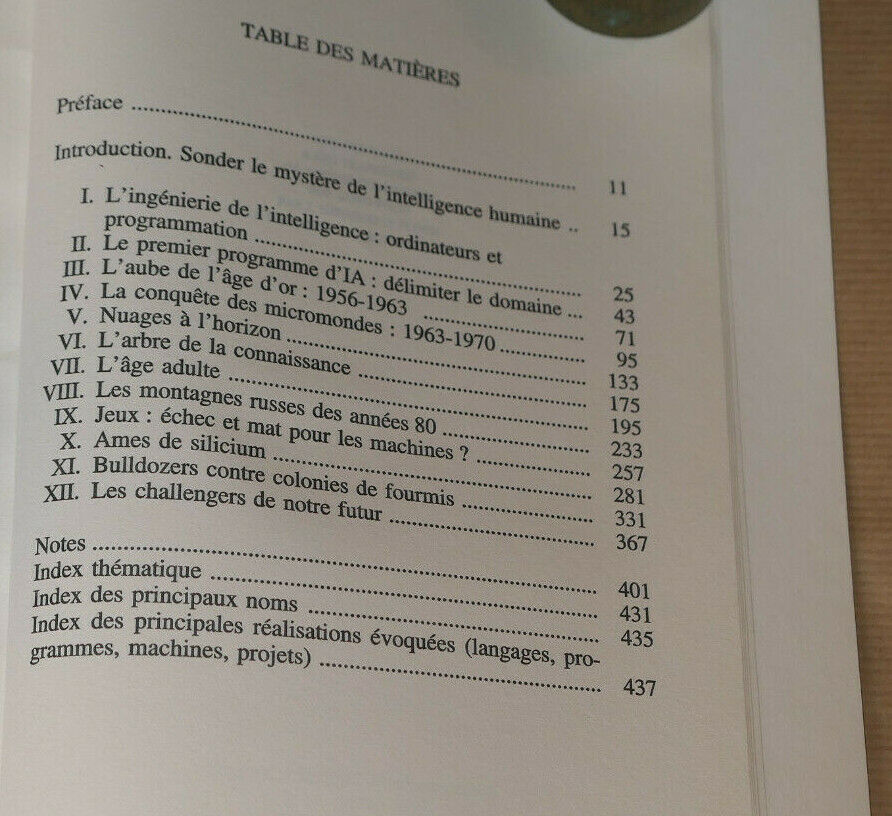 TABLE DES MATIÈRES
Préface ........ 11
Introduction. Sonder le mystère de l'intelligence humaine .. 15
I. L'ingénierie de l'intelligence : ordinateurs et
programmation ........ 25
II. Le premier programme d'IA : délimiter le domaine ... 43
III. L'aube de l'âge d'or : 1956-1963 ........ 71
IV. La conquête des micromondes : 1963-1970 ........ 95
V. Nuages à l'horizon ........ 133
VI. L'arbre de la connaissance ........ 175
VII. L'âge adulte ........ 195
VIII. Les montagnes russes des années 80 ........ 233
IX. Jeux : échec et mat pour les machines ? ........ 257
X. Ames de silicium ........ 281
XI. Bulldozers contre colonies de fourmis ........ 331
XII. Les challengers de notre futur ........ 367
Notes ........ 401
Index thématique ........ 431
Index des principaux noms ........ 435
Index des principales réalisations évoquées (langages, pro-
grammes, machines, projets) ........ 437